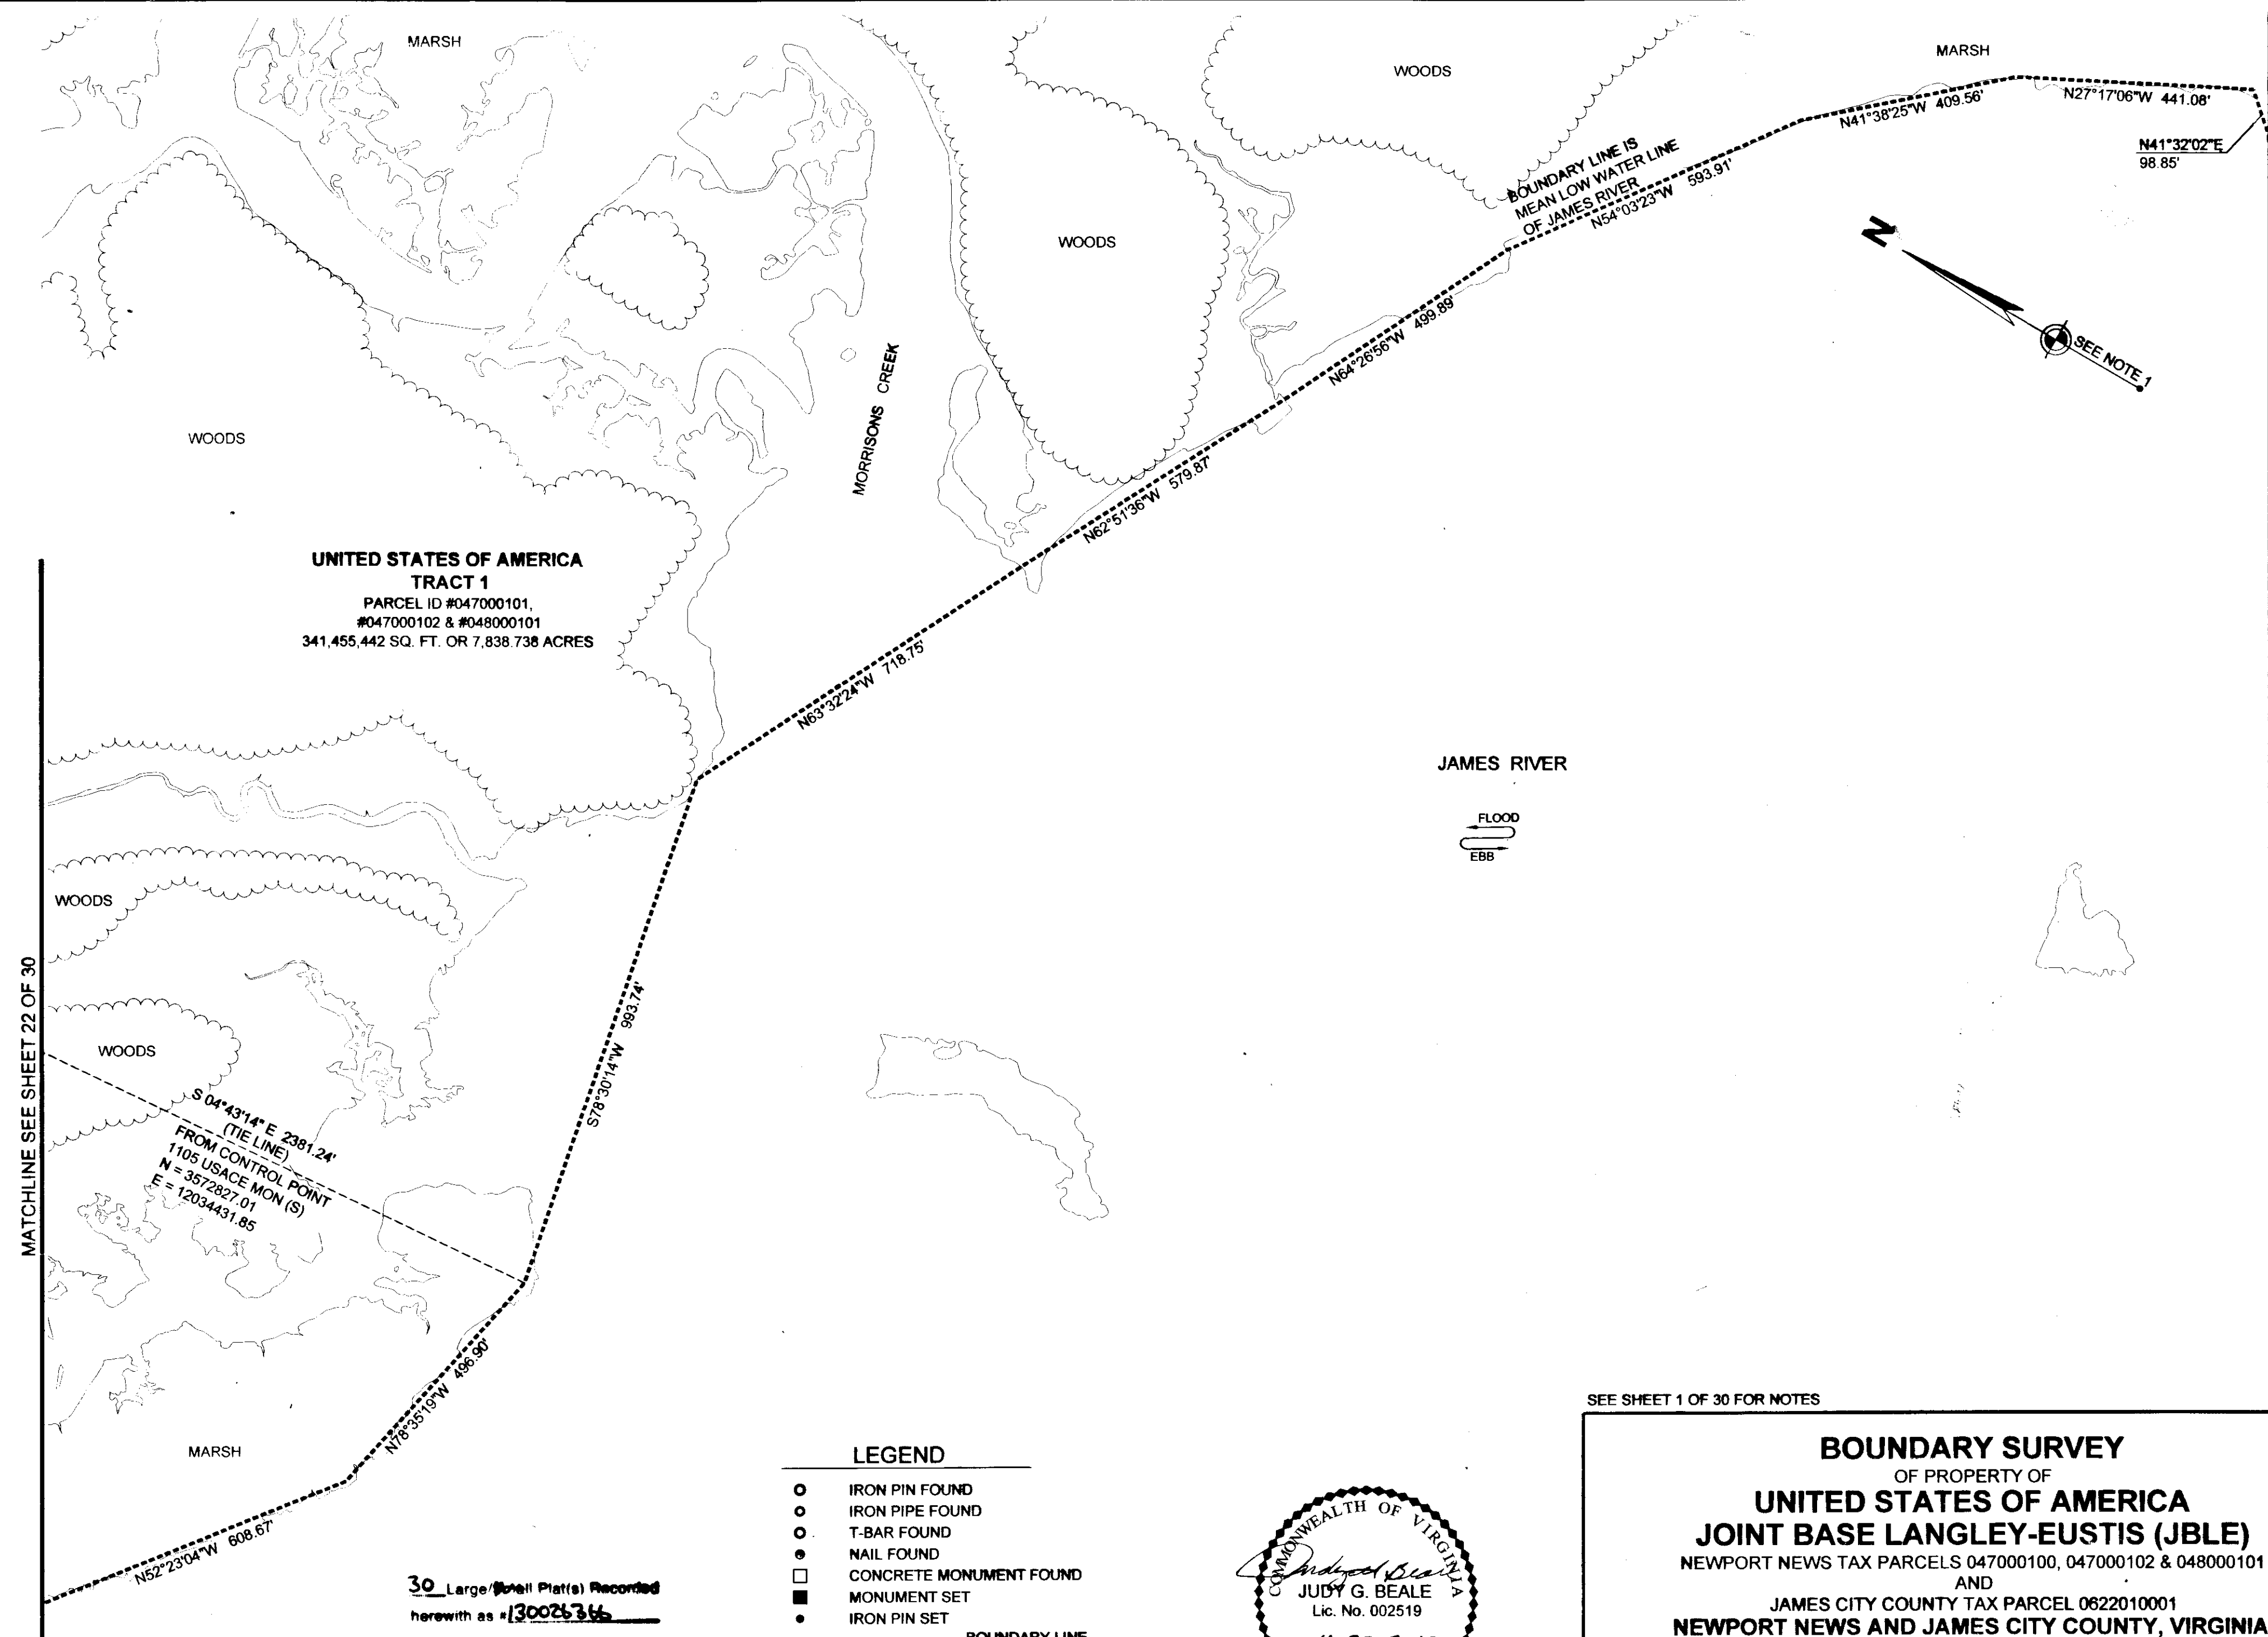 MARSH
WOODS
MARSH
N41°38'25"W 409.56'
N27°17'06"W 441.08'
N41°32'02"E
98.85'
BOUNDARY LINE IS
MEAN LOW WATER LINE
OF JAMES RIVER
N54°03'23"W 593.91'
N
SEE NOTE 1
WOODS
N64°26'56"W 499.89'
MORRISONS CREEK
WOODS
N62°51'36"W 579.87'
UNITED STATES OF AMERICA
TRACT 1
PARCEL ID #047000101,
#047000102 & #048000101
341,455,442 SQ. FT. OR 7,838.738 ACRES
N63°32'24"W 718.75'
JAMES RIVER
FLOOD
EBB
WOODS
MATCHLINE SEE SHEET 22 OF 30
WOODS
S78°30'14"W 993.74'
S 04°43'14" E 2381.24'
(TIE LINE)
FROM CONTROL POINT
1105 USACE MON (S)
N = 3572827.01
E = 12034431.85
N78°35'19"W 496.90'
MARSH
N52°23'04"W 608.67'
30 Large/Small Plat(s) Recorded
herewith as #130026366
LEGEND
IRON PIN FOUND
IRON PIPE FOUND
T-BAR FOUND
NAIL FOUND
CONCRETE MONUMENT FOUND
MONUMENT SET
IRON PIN SET
BOUNDARY LINE
COMMONWEALTH OF VIRGINIA
JUDY G. BEALE
Lic. No. 002519
SEE SHEET 1 OF 30 FOR NOTES
BOUNDARY SURVEY
OF PROPERTY OF
UNITED STATES OF AMERICA
JOINT BASE LANGLEY-EUSTIS (JBLE)
NEWPORT NEWS TAX PARCELS 047000100, 047000102 & 048000101
AND
JAMES CITY COUNTY TAX PARCEL 0622010001
NEWPORT NEWS AND JAMES CITY COUNTY, VIRGINIA